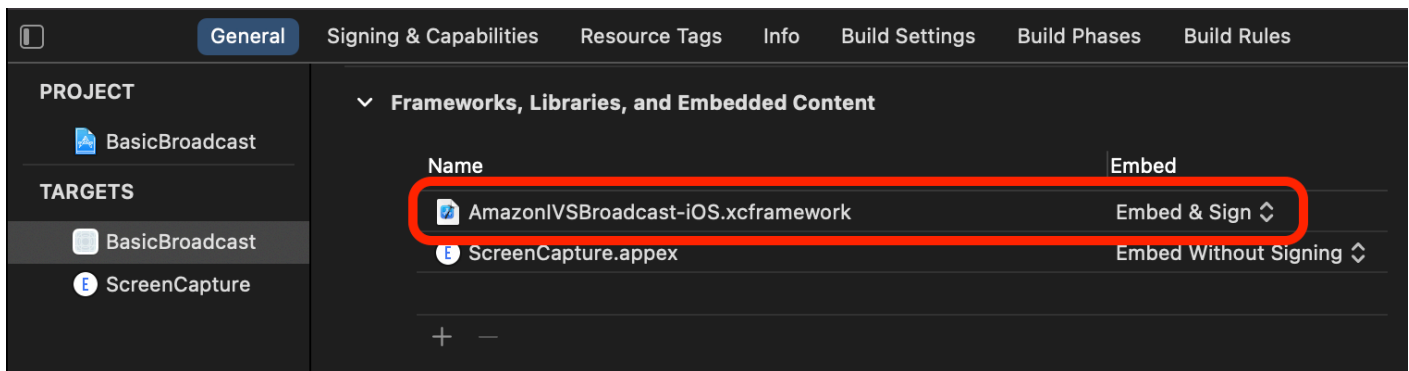 General Signing & Capabilities Resource Tags Info Build Settings Build Phases Build Rules
PROJECT
BasicBroadcast
TARGETS
BasicBroadcast
E ScreenCapture
Frameworks, Libraries, and Embedded Content
Name Embed
AmazonIVSBroadcast-iOS.xcframework Embed & Sign
E ScreenCapture.appex Embed Without Signing